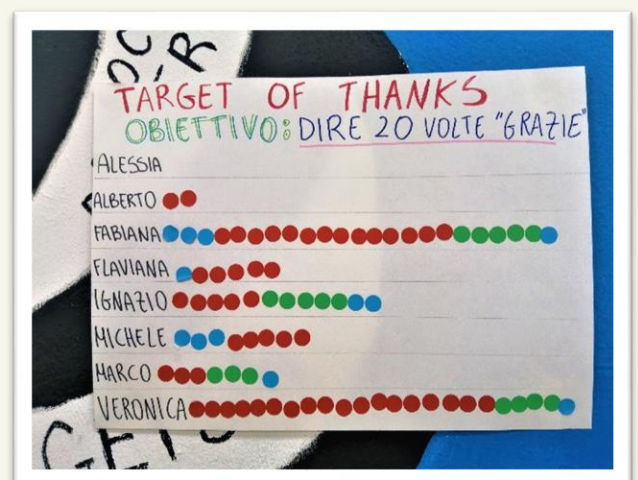 TARGET OF THANKS
OBIETTIVO: DIRE 20 VOLTE "GRAZIE"
ALESSIA
ALBERTO
FABIANA
FLAVIANA
IGNAZIO
MICHELE
MARCO
VERONICA